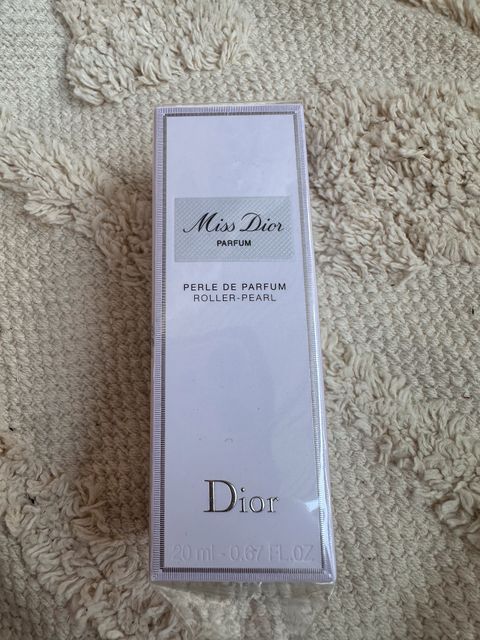 Miss Dior
PARFUM
PERLE DE PARFUM
ROLLER-PEARL
Dior
20 mL - 0.67 FL.OZ.